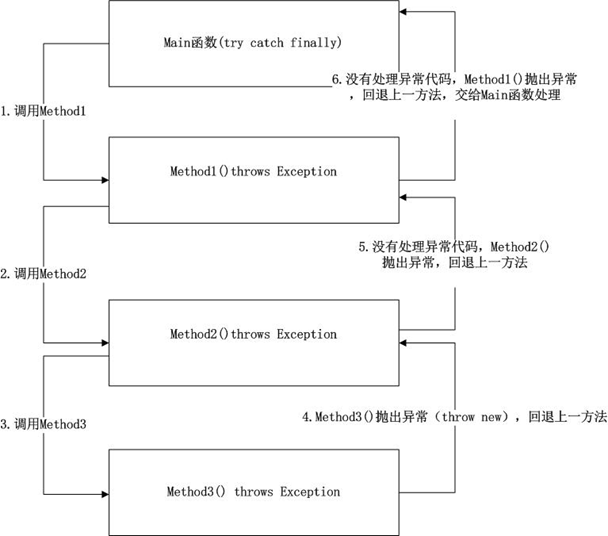 Main函数(try catch finally)
6.没有处理异常代码，Method1()抛出异常
，回退上一方法，交给Main函数处理
1.调用Method1
Method1()throws Exception
5.没有处理异常代码，Method2()
抛出异常，回退上一方法
2.调用Method2
Method2()throws Exception
4.Method3()抛出异常（throw new），回退上一方法
3.调用Method3
Method3() throws Exception